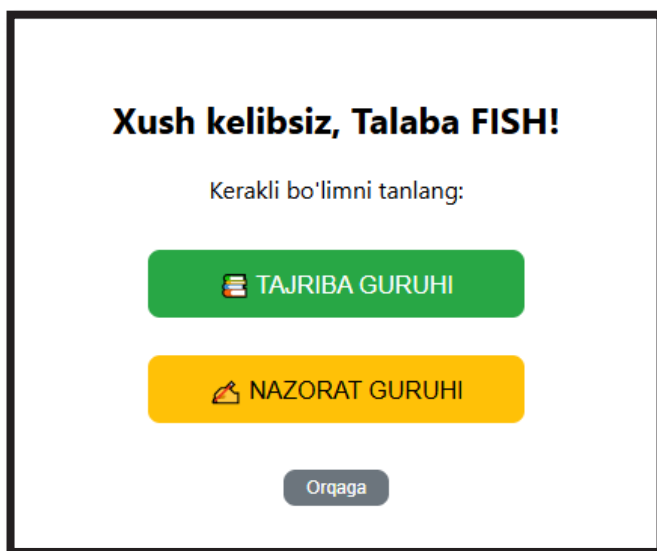 Xush kelibsiz, Talaba FISH!
Kerakli bo'limni tanlang:
📚 TAJRIBA GURUHI
✍ NAZORAT GURUHI
Orqaga